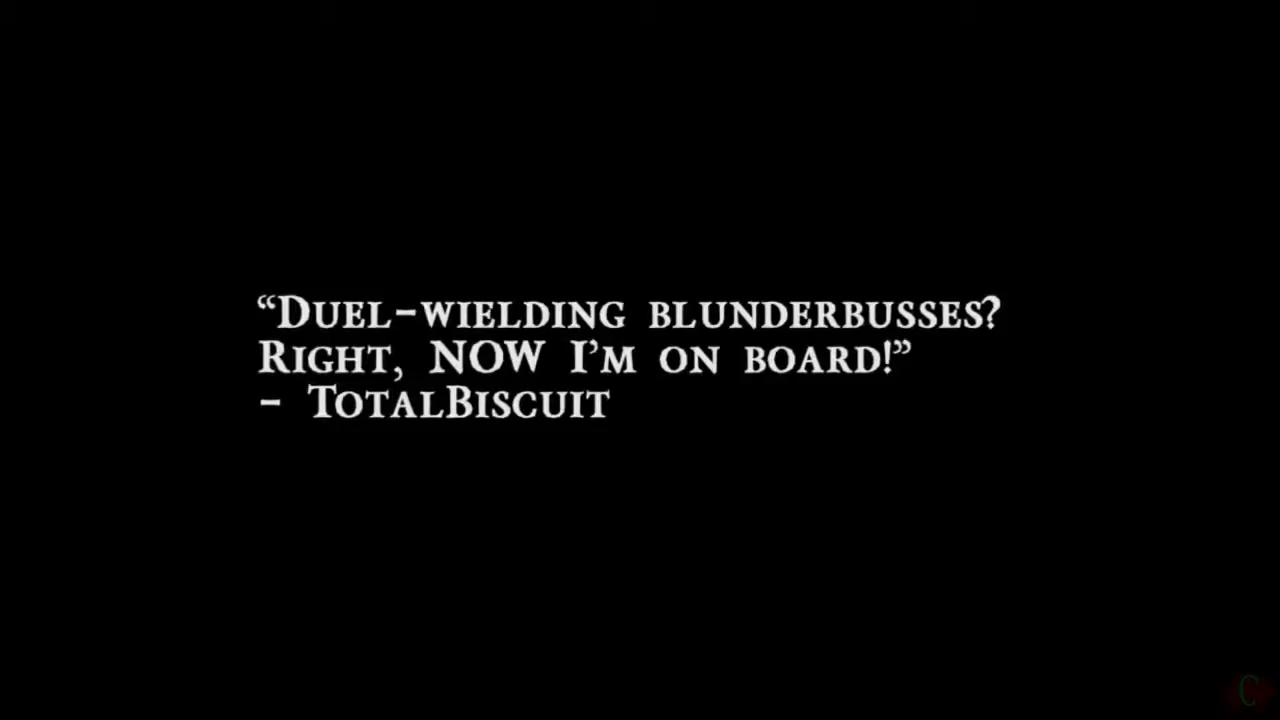 “Duel-wielding blunderbusses?
Right, NOW I’m on board!”
- TotalBiscuit
C